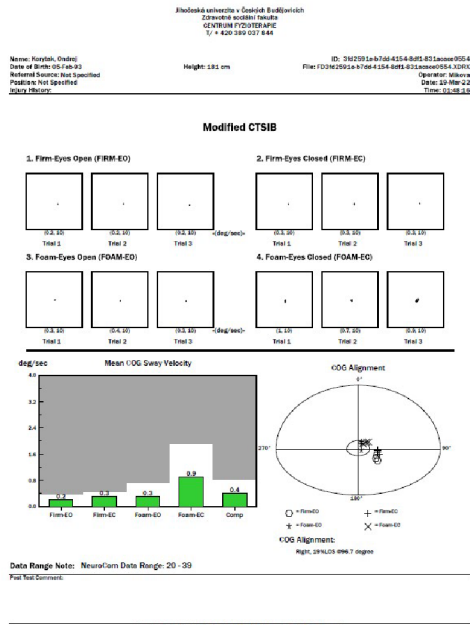 Jihočeská univerzita v Českých Budějovicích
Zdravotně sociální fakulta
CENTRUM FYZIOTERAPIE
T/ + 420 389 037 844
Name: Korytak, Ondrej
Date of Birth: 05-Feb-93
Referral Source: Not Specified
Position: Not Specified
Injury History:
Height: 181 cm
Operator: Mikova
Date: 19-Mar-22
Time: 01:48:16
Modified CTSIB
1. Firm-Eyes Open (FIRM-EO)
2. Firm-Eyes Closed (FIRM-EC)
(0.2, 10) (0.2, 10) (0.2, 10) <(deg/sec)> (0.3, 10) (0.3, 10) (0.3, 10)
Trial 1 Trial 2 Trial 3 Trial 1 Trial 2 Trial 3
3. Foam-Eyes Open (FOAM-EO)
4. Foam-Eyes Closed (FOAM-EC)
(0.3, 10) (0.4, 10) (0.3, 10) <(deg/sec)> (1, 10) (0.7, 10) (0.9, 10)
Trial 1 Trial 2 Trial 3 Trial 1 Trial 2 Trial 3
deg/sec
Mean COG Sway Velocity
4.0
3.2
2.4
1.6
0.8
0.0
0.2 0.3 0.3 0.9 0.4
Firm-EO Firm-EC Foam-EO Foam-EC Comp
COG Alignment
0°
270° 90°
180°
= FirmEO = FirmEC
= Foam-EO = Foam-EC
COG Alignment:
Right, 19%LOS @96.7 degree
Data Range Note: NeuroCom Data Range: 20 - 39
Post Test Comment: